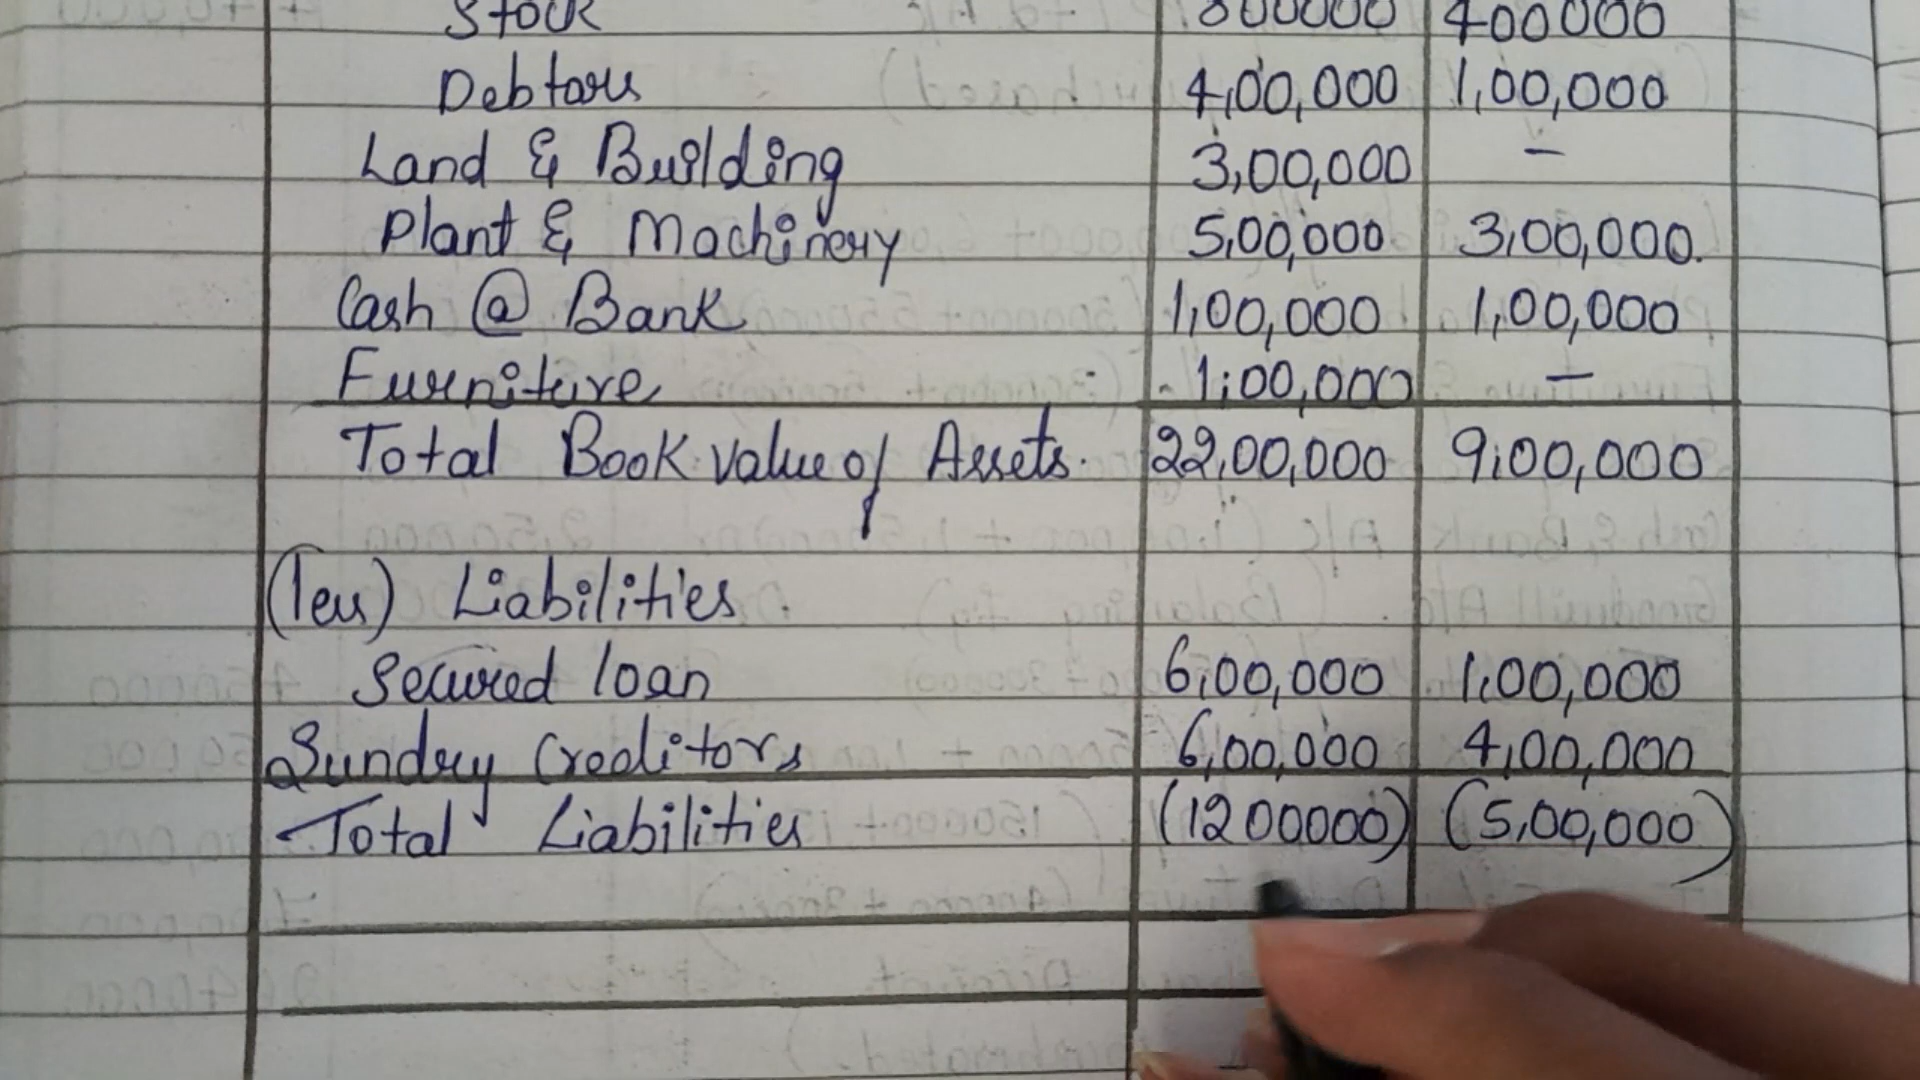 Stock 800000 400000
Debtors 4,00,000 1,00,000
Land & Building 3,00,000 -
Plant & Machinery 5,00,000 3,00,000.
Cash @ Bank 1,00,000 1,00,000
Furniture 1,00,000 -
Total Book value of Assets. 22,00,000 9,00,000
(less) Liabilities
Secured loan 6,00,000 1,00,000
Sundry Creditors 6,00,000 4,00,000
Total Liabilities (1200000) (5,00,000)